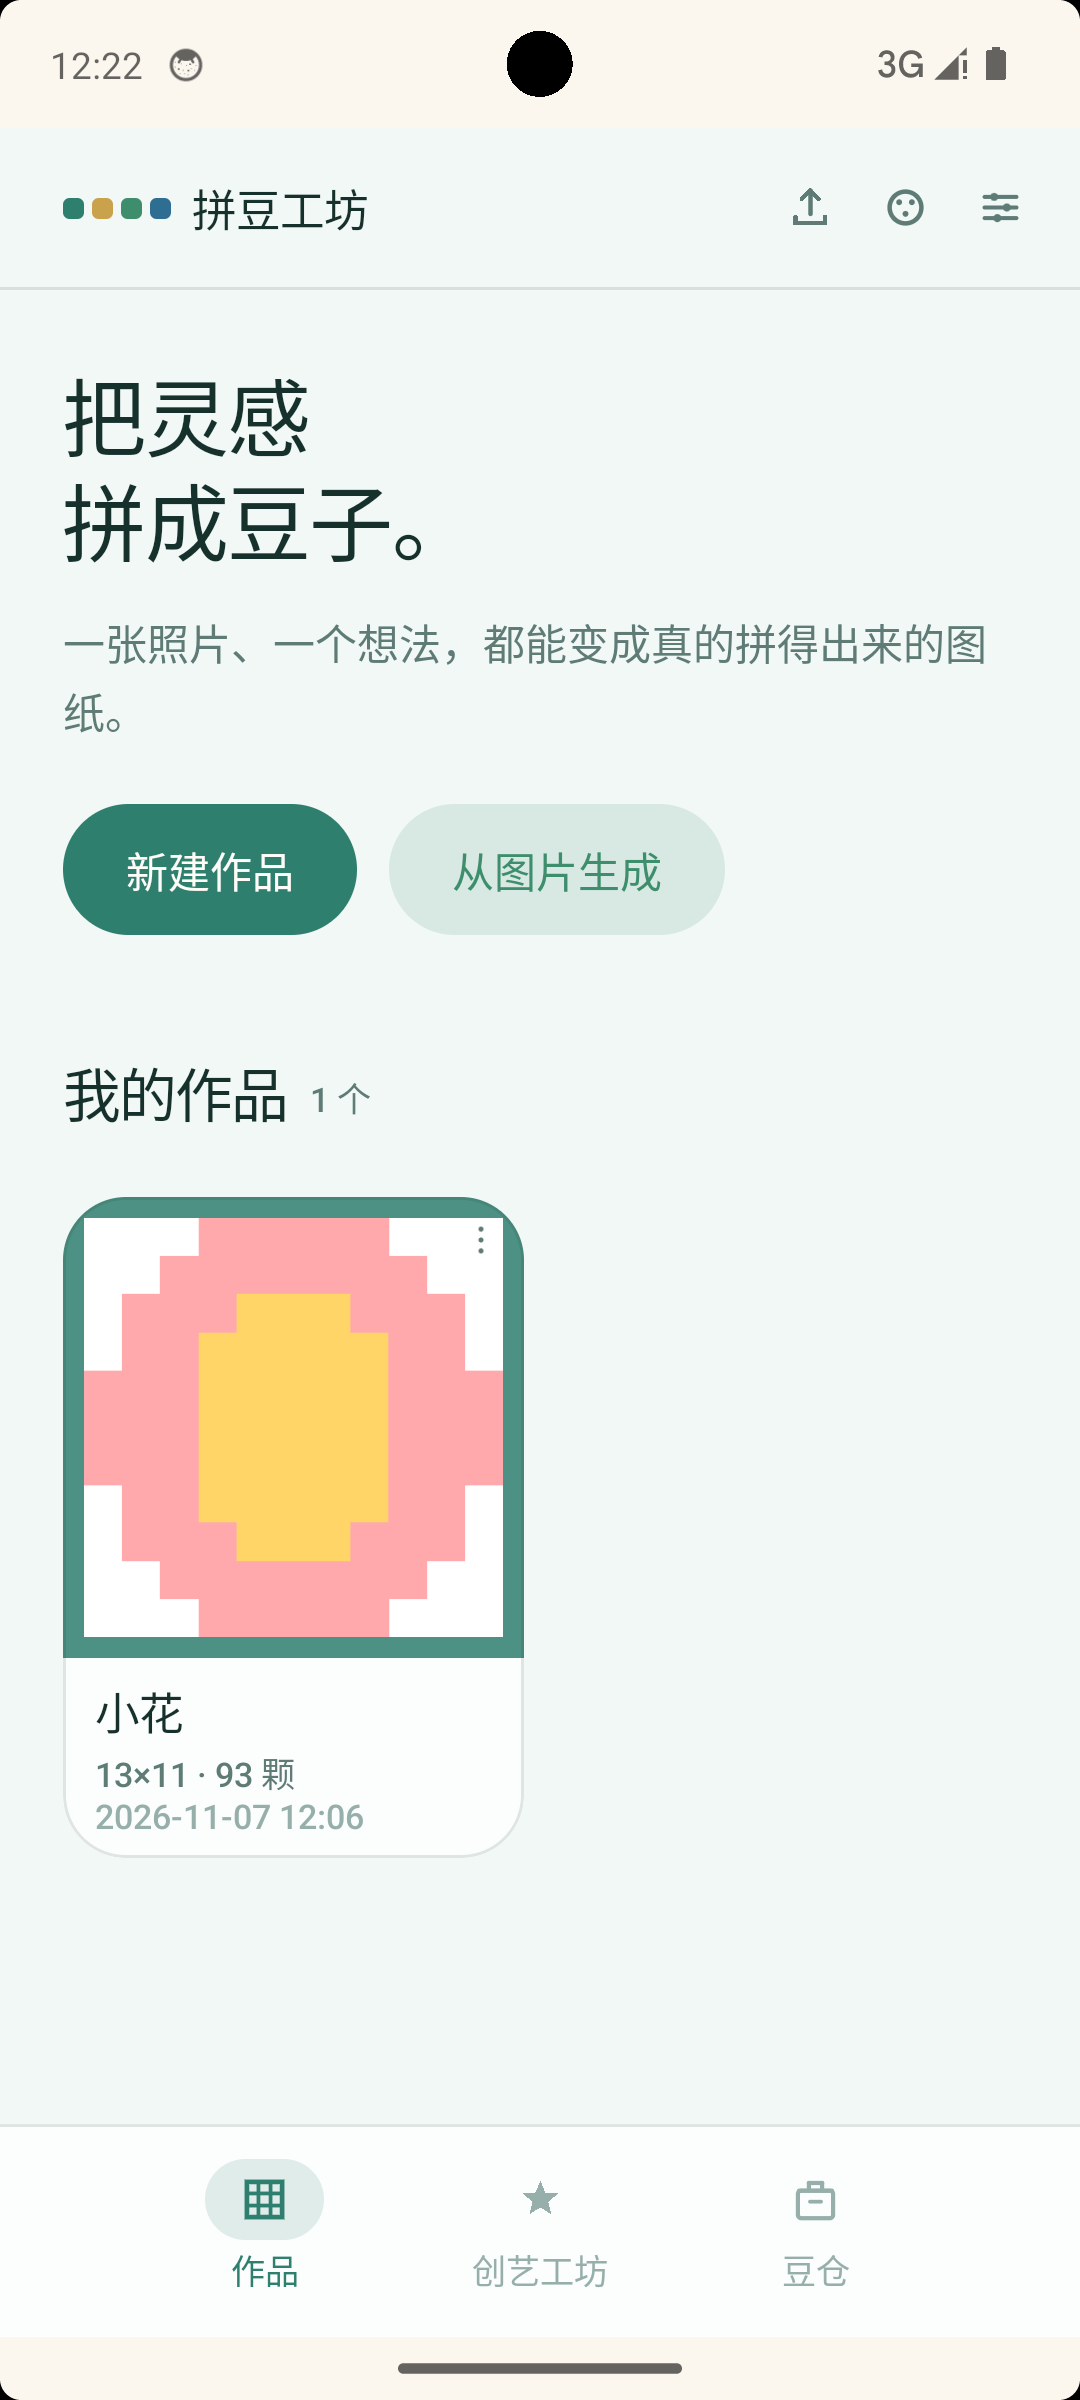 12:22
3G
拼豆工坊
把灵感
拼成豆子。
一张照片、一个想法，都能变成真的拼得出来的图
纸。
新建作品
从图片生成
我的作品 1 个
小花
13×11 · 93 颗
2026-11-07 12:06
作品
创艺工坊
豆仓